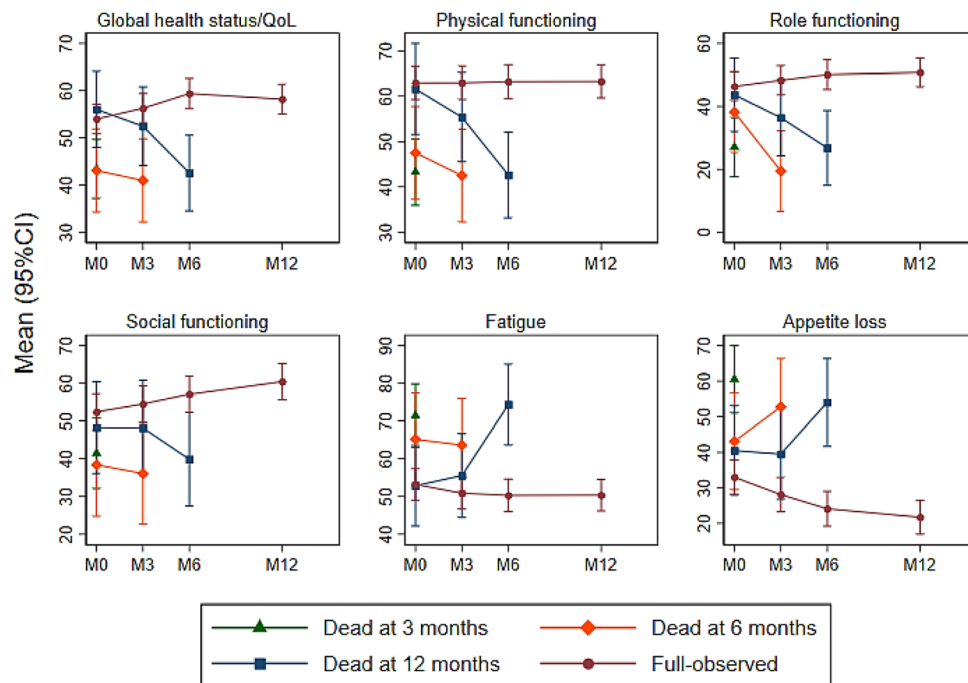 Mean (95%CI)
Global health status/QoL
70
60
50
40
30
M0 M3 M6 M12
Physical functioning
70
60
50
40
30
M0 M3 M6 M12
Role functioning
60
40
20
0
M0 M3 M6 M12
Social functioning
70
60
50
40
30
20
M0 M3 M6 M12
Fatigue
90
80
70
60
50
40
M0 M3 M6 M12
Appetite loss
70
60
50
40
30
20
M0 M3 M6 M12
Dead at 3 months Dead at 6 months
Dead at 12 months Full-observed